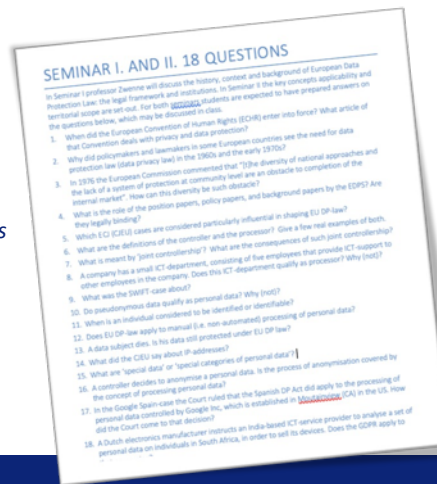 s
SEMINAR I. AND II. 18 QUESTIONS
In Seminar I professor Zwenne will discuss the history, context and background of European Data
Protection Law: the legal framework and institutions. In Seminar II the key concepts applicability and
territorial scope are set-out. For both seminars students are expected to have prepared answers on
the questions below, which may be discussed in class.
1. When did the European Convention of Human Rights (ECHR) enter into force? What article of
that Convention deals with privacy and data protection?
2. Why did policymakers and lawmakers in some European countries see the need for data
protection law (data privacy law) in the 1960s and the early 1970s?
3. In 1976 the European Commission commented that "[t]he diversity of national approaches and
the lack of a system of protection at community level are an obstacle to completion of the
internal market". How can this diversity be such obstacle?
4. What is the role of the position papers, policy papers, and background papers by the EDPS? Are
they legally binding?
5. Which ECJ (CJEU) cases are considered particularly influential in shaping EU DP-law?
6. What are the definitions of the controller and the processor? Give a few real examples of both.
7. What is meant by 'joint controllership'? What are the consequences of such joint controllership?
8. A company has a small ICT-department, consisting of five employees that provide ICT-support to
other employees in the company. Does this ICT-department qualify as processor? Why (not)?
9. What was the SWIFT-case about?
10. Do pseudonymous data qualify as personal data? Why (not)?
11. When is an individual considered to be identified or identifiable?
12. Does EU DP-law apply to manual (i.e. non-automated) processing of personal data?
13. A data subject dies. Is his data still protected under EU DP law?
14. What did the CJEU say about IP-addresses?
15. What are 'special data' or 'special categories of personal data'?
16. A controller decides to anonymise a personal data. Is the process of anonymisation covered by
the concept of processing personal data?
17. In the Google Spain-case the Court ruled that the Spanish DP Act did apply to the processing of
personal data controlled by Google Inc, which is established in (CA) in the US. How
did the Court come to that decision?
18. A Dutch electronics manufacturer instructs an India-based ICT-service provider to analyse a set of
personal data on individuals in South Africa, in order to sell its devices. Does the GDPR apply to